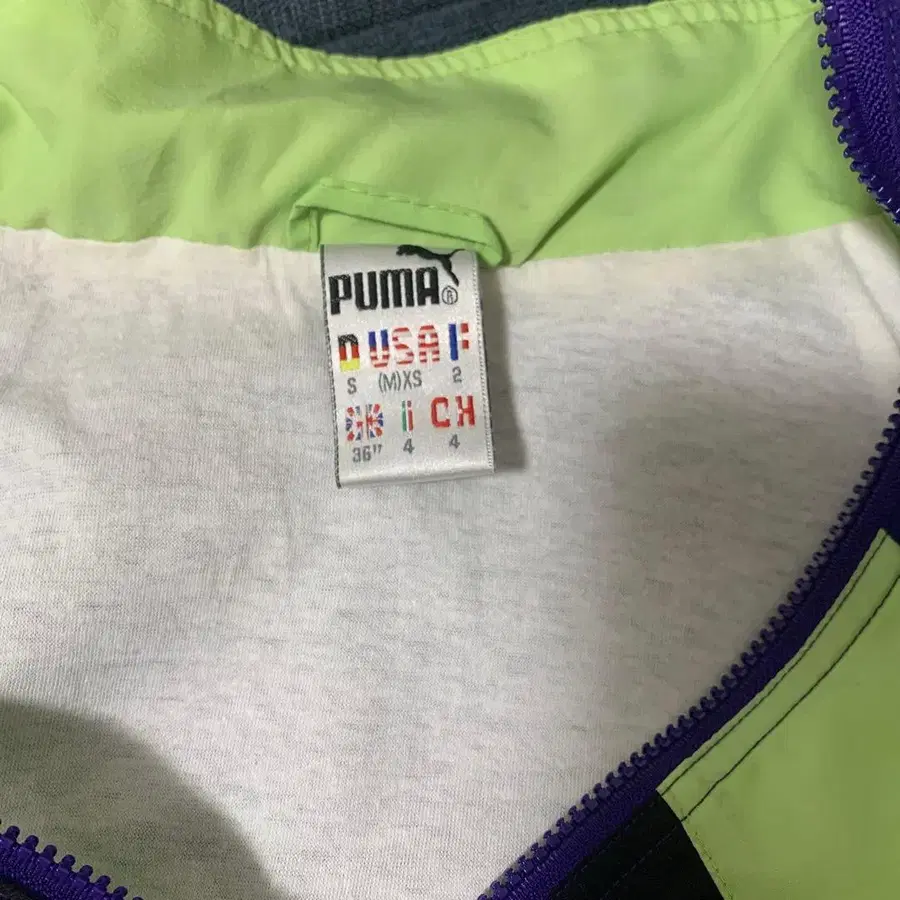 PUMA®
D USA F
S (M)XS 2
GB I CH
36" 4 4